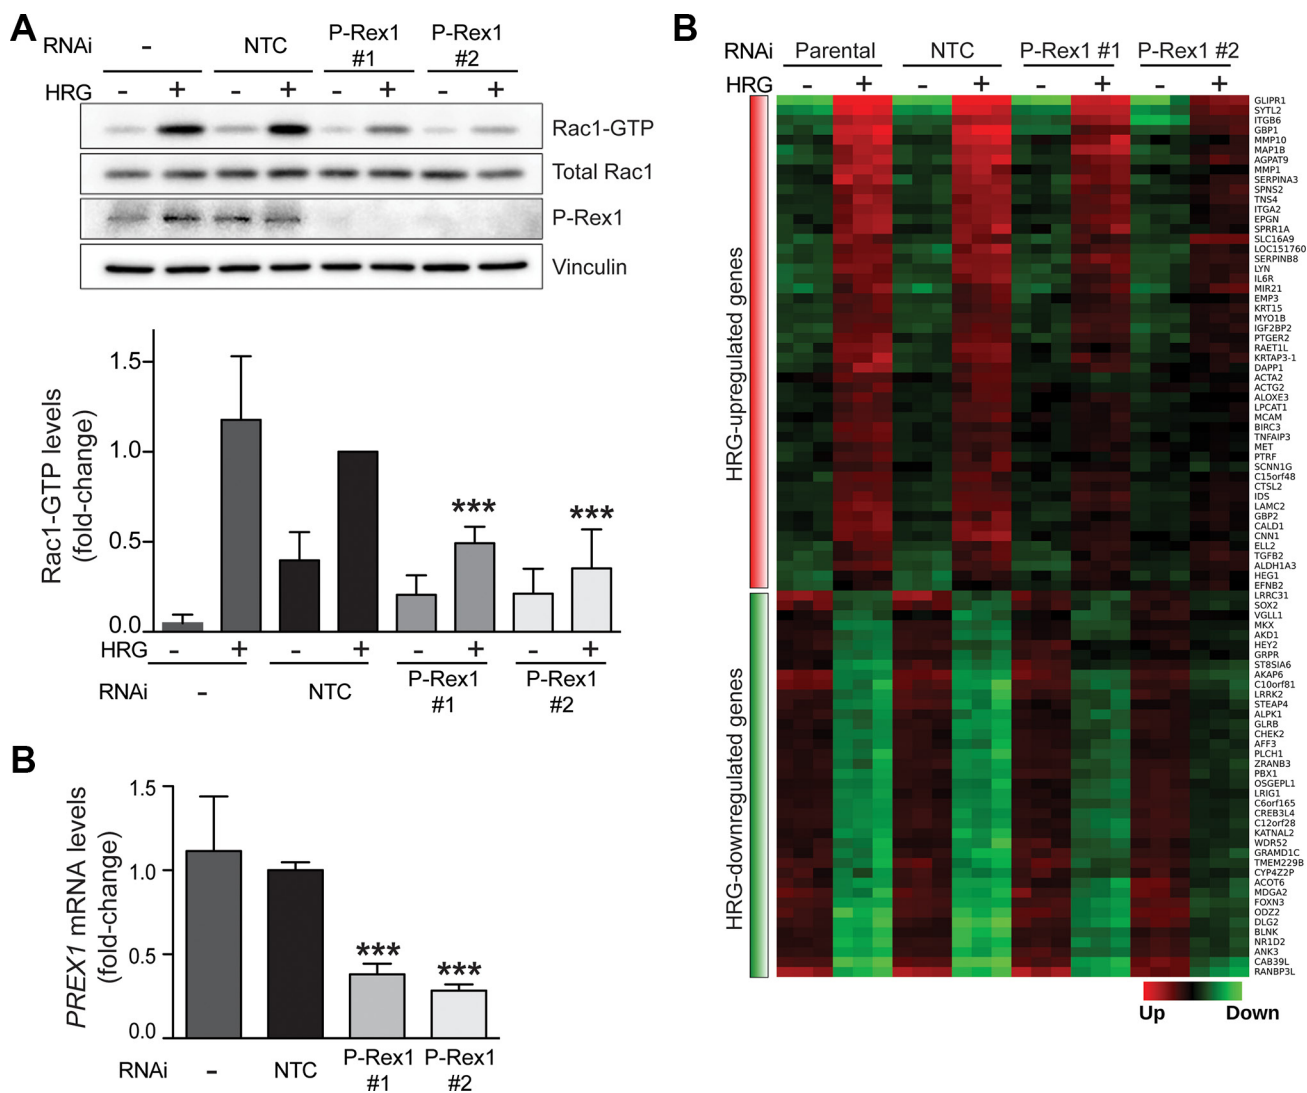 A
RNAi
-
NTC
P-Rex1
#1
P-Rex1
#2
HRG
- + - + - + - +
Rac1-GTP
Total Rac1
P-Rex1
Vinculin
Rac1-GTP levels
(fold-change)
1.5
1.0
0.5
0.0
***
***
HRG
- + - + - + - +
RNAi
-
NTC
P-Rex1
#1
P-Rex1
#2
B
PREX1 mRNA levels
(fold-change)
1.5
1.0
0.5
0.0
***
***
RNAi
-
NTC
P-Rex1
#1
P-Rex1
#2
B
RNAi Parental NTC P-Rex1 #1 P-Rex1 #2
HRG - + - + - + - +
HRG-upregulated genes
HRG-downregulated genes
GLIPR1
SYTL2
ITGB6
GBP1
MMP10
MAP1B
AGPAT9
MMP1
SERPINA3
SPNS2
TNS4
ITGA2
EPGN
SPRR1A
SLC16A9
LOC151760
SERPINB8
LYN
IL6R
MIR21
EMP3
KRT15
MYO1B
IGF2BP2
PTGER2
RAET1L
KRTAP3-1
DAPP1
ACTA2
ACTG2
ALOXE3
LPCAT1
MCAM
BIRC3
TNFAIP3
MET
PTRF
SCNN1G
C15orf48
CTSL2
IDS
LAMC2
GBP2
CALD1
CNN1
ELL2
TGFB2
ALDH1A3
HEG1
EFNB2
LRRC31
SOX2
VGLL1
MKX
AKD1
HEY2
GRPR
ST8SIA6
AKAP6
C10orf81
LRRK2
STEAP4
ALPK1
GLRB
CHEK2
AFF3
PLCH1
ZRANB3
PBX1
OSGEPL1
LRIG1
C6orf165
CREB3L4
C12orf28
KATNAL2
WDR52
GRAMD1C
TMEM229B
CYP4Z2P
ACOT6
MDGA2
FOXN3
ODZ2
DLG2
BLNK
NR1D2
ANK3
CAB39L
RANBP3L
Up Down